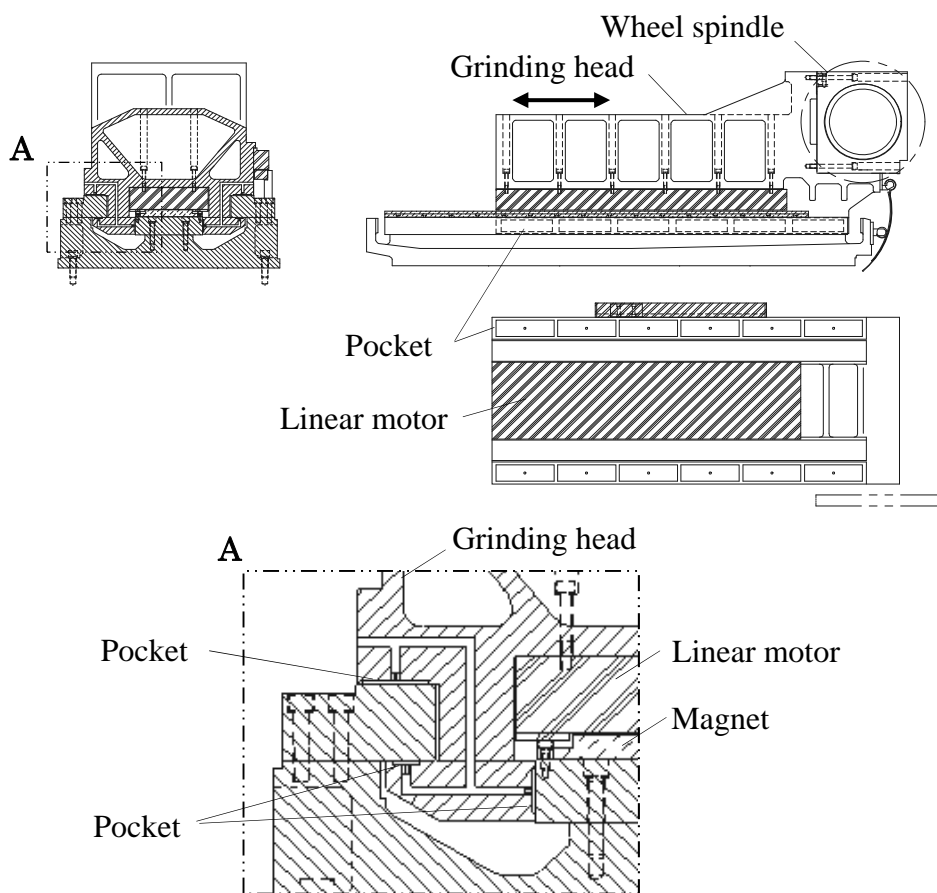 Wheel spindle
Grinding head
A
Pocket
Linear motor
A
Grinding head
Pocket
Linear motor
Magnet
Pocket